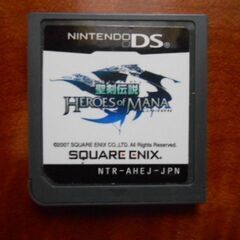 NINTENDO DS
聖剣伝説
HEROES of MANA
©2007 SQUARE ENIX CO., LTD.
All Rights Reserved.
SQUARE ENIX
NTR-AHEJ-JPN